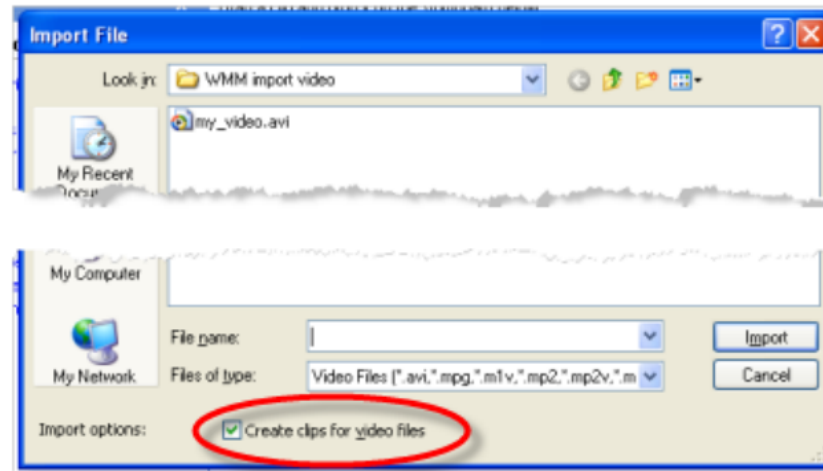 Import File
Look in:
WMM import video
my_video.avi
My Recent
My Computer
File name:
Import
My Network
Files of type:
Video Files (*.avi,*.mpg,*.m1v,*.mp2,*.mp2v,*.m
Cancel
Import options:
Create clips for video files